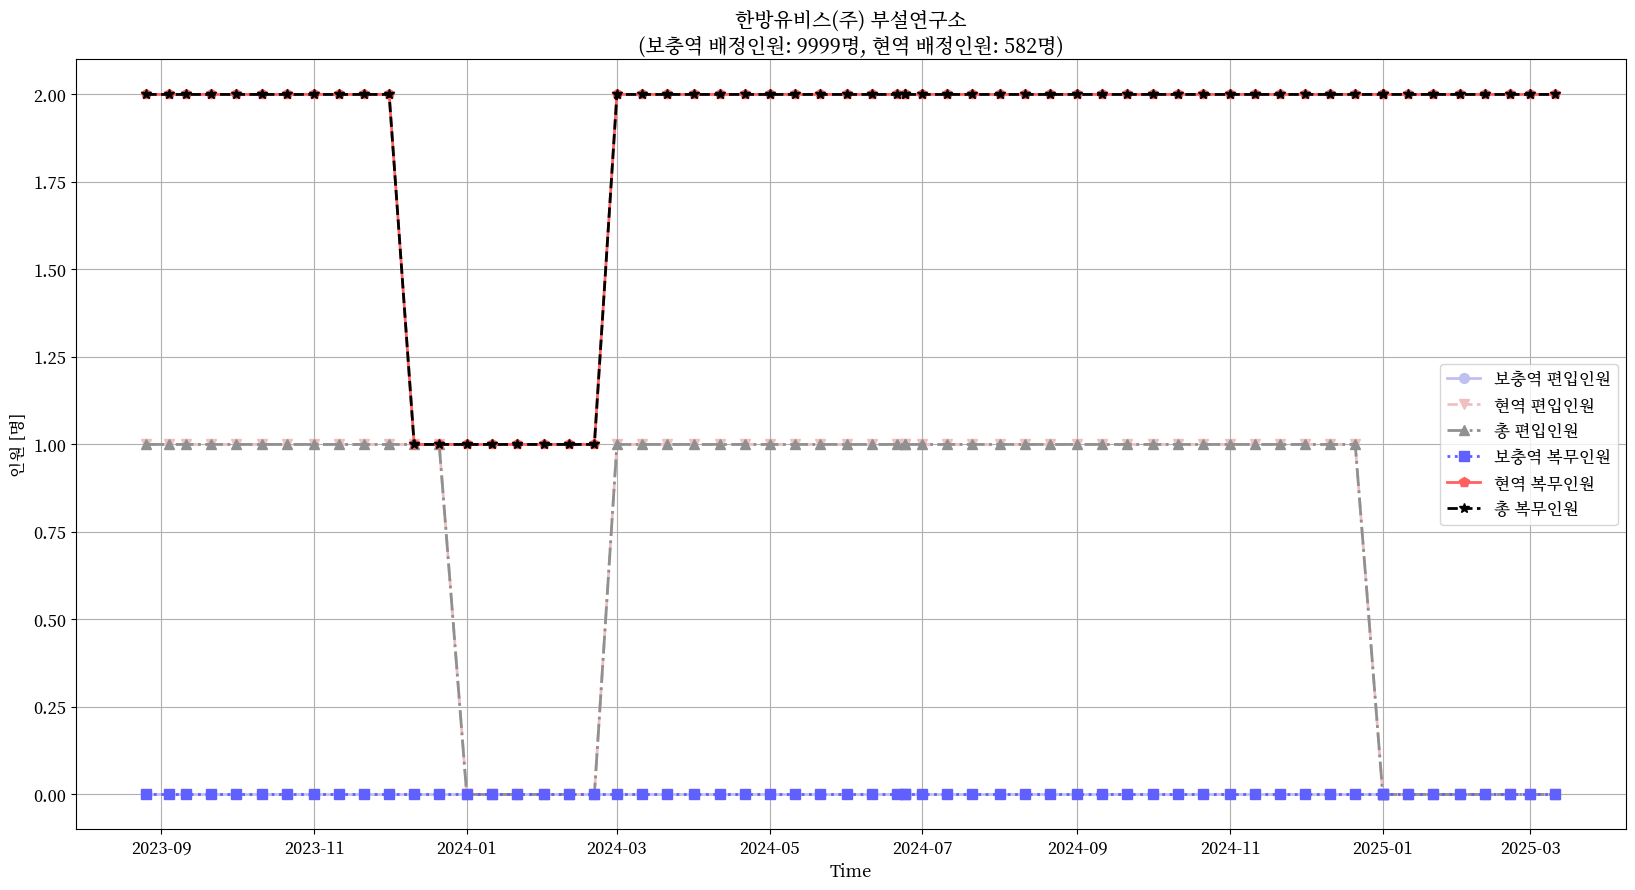 한방유비스(주) 부설연구소
(보충역 배정인원: 9999명, 현역 배정인원: 582명)
인원 [명]
2.00
1.75
1.50
1.25
1.00
0.75
0.50
0.25
0.00
보충역 편입인원
현역 편입인원
총 편입인원
보충역 복무인원
현역 복무인원
총 복무인원
2023-09
2023-11
2024-01
2024-03
2024-05
2024-07
2024-09
2024-11
2025-01
2025-03
Time